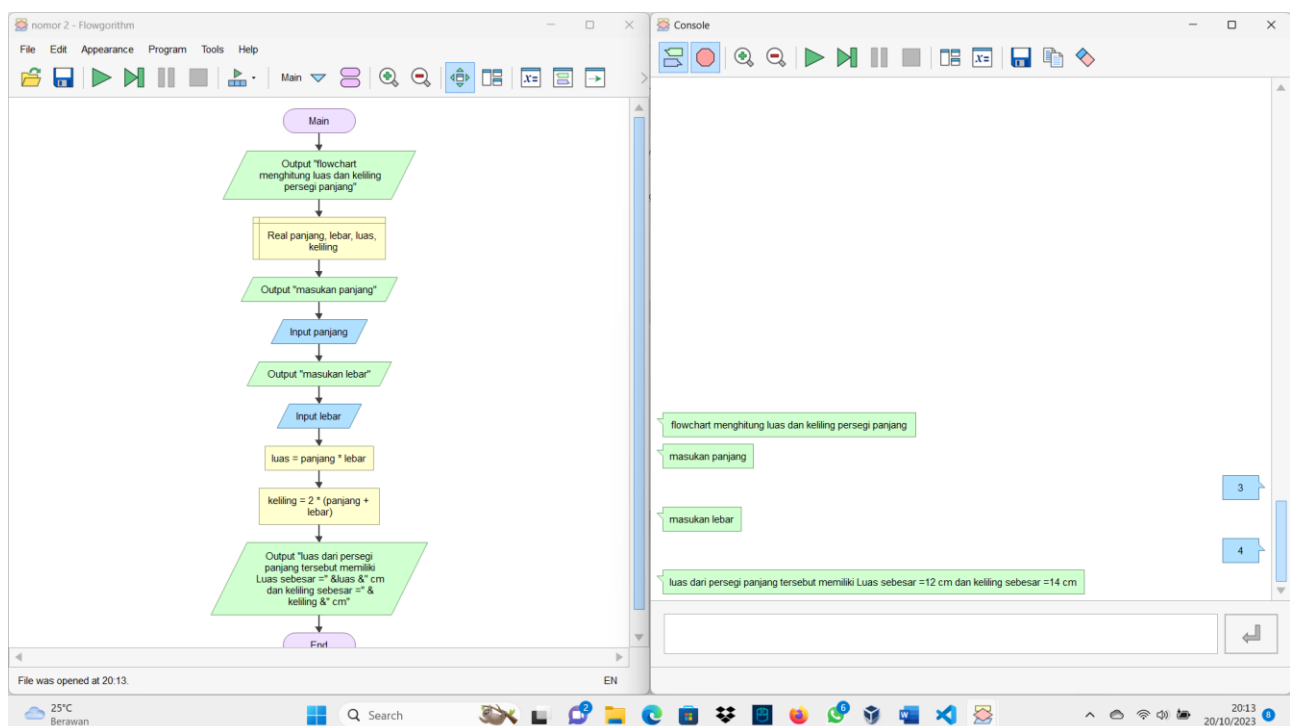 nomor 2 - Flowgorithm
File Edit Appearance Program Tools Help
Main
Main
Output "flowchart
menghitung luas dan keliling
persegi panjang"
Real panjang, lebar, luas,
keliling
Output "masukan panjang"
Input panjang
Output "masukan lebar"
Input lebar
luas = panjang * lebar
keliling = 2 * (panjang +
lebar)
Output "luas dari persegi
panjang tersebut memiliki
Luas sebesar =" &luas &" cm
dan keliling sebesar =" &
keliling &" cm"
End
File was opened at 20:13.
EN
Console
flowchart menghitung luas dan keliling persegi panjang
masukan panjang
3
masukan lebar
4
luas dari persegi panjang tersebut memiliki Luas sebesar =12 cm dan keliling sebesar =14 cm
25°C
Berawan
Search
2
6
20:13
20/10/2023
8